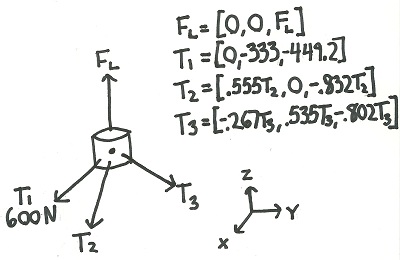 F_L=[0,0,F_L]
T_1=[0,-333,-449.2]
T_2=[.555T_2,0,-.832T_2]
T_3=[-.267T_3,.535T_3,-.802T_3]
F_L
T_1
600N
T_2
T_3
Z
Y
X